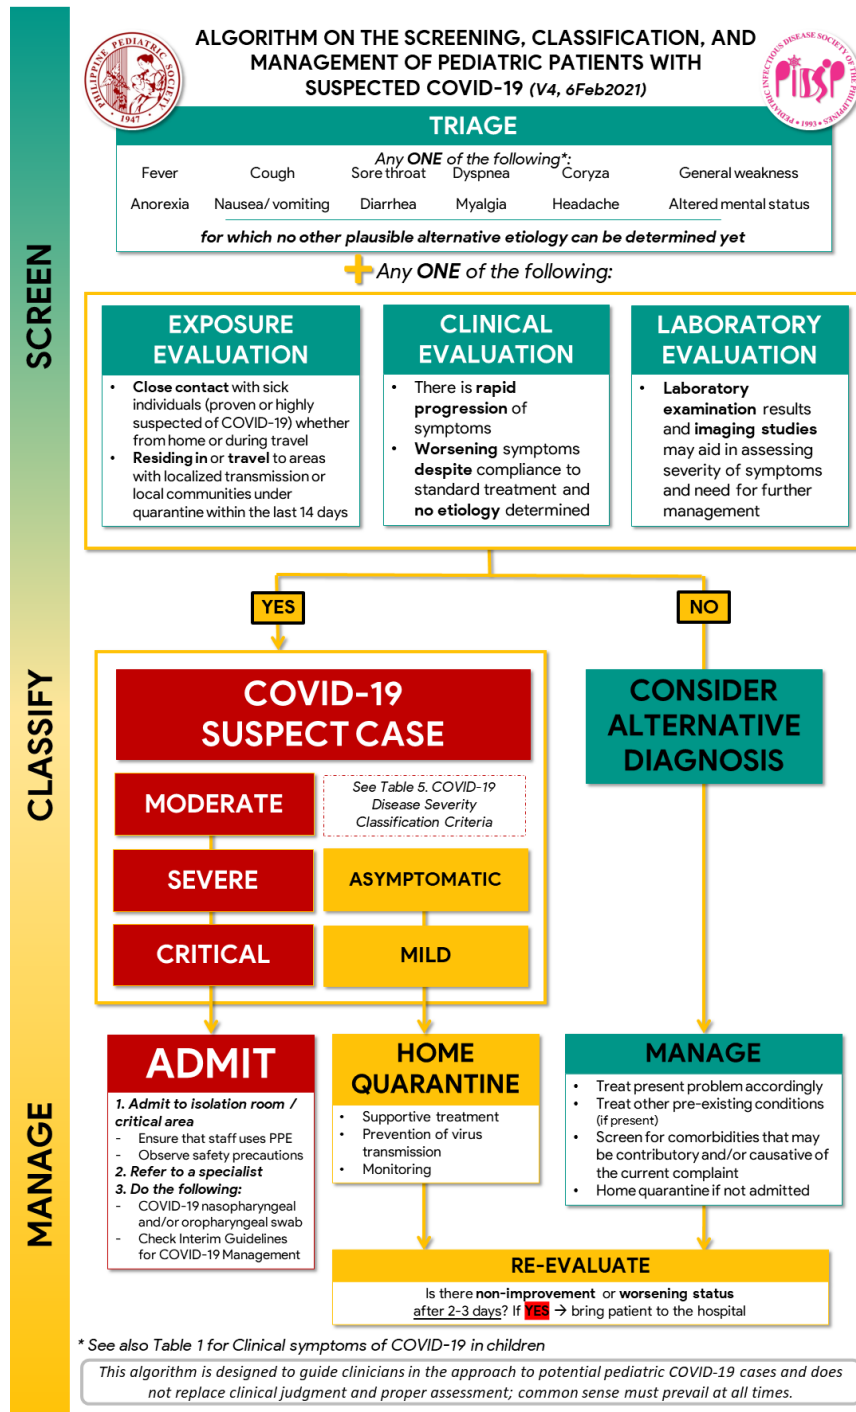 ALGORITHM ON THE SCREENING, CLASSIFICATION, AND
MANAGEMENT OF PEDIATRIC PATIENTS WITH
SUSPECTED COVID-19 (V4, 6Feb2021)
PHILIPPINE PEDIATRIC SOCIETY
1947
PEDIATRIC INFECTIOUS DISEASE SOCIETY OF THE PHILIPPINES
PIDSP
1993
SCREEN
TRIAGE
Any ONE of the following*:
Fever Cough Sore throat Dyspnea Coryza General weakness
Anorexia Nausea/ vomiting Diarrhea Myalgia Headache Altered mental status
for which no other plausible alternative etiology can be determined yet
+ Any ONE of the following:
EXPOSURE
EVALUATION
• Close contact with sick
individuals (proven or highly
suspected of COVID-19) whether
from home or during travel
• Residing in or travel to areas
with localized transmission or
local communities under
quarantine within the last 14 days
CLINICAL
EVALUATION
• There is rapid
progression of
symptoms
• Worsening symptoms
despite compliance to
standard treatment and
no etiology determined
LABORATORY
EVALUATION
• Laboratory
examination results
and imaging studies
may aid in assessing
severity of symptoms
and need for further
management
YES
NO
CLASSIFY
COVID-19
SUSPECT CASE
MODERATE
SEVERE
CRITICAL
See Table 5. COVID-19
Disease Severity
Classification Criteria
ASYMPTOMATIC
MILD
CONSIDER
ALTERNATIVE
DIAGNOSIS
MANAGE
ADMIT
1. Admit to isolation room /
critical area
- Ensure that staff uses PPE
- Observe safety precautions
2. Refer to a specialist
3. Do the following:
- COVID-19 nasopharyngeal
and/or oropharyngeal swab
- Check Interim Guidelines
for COVID-19 Management
HOME
QUARANTINE
• Supportive treatment
• Prevention of virus
transmission
• Monitoring
MANAGE
• Treat present problem accordingly
• Treat other pre-existing conditions
(if present)
• Screen for comorbidities that may
be contributory and/or causative of
the current complaint
• Home quarantine if not admitted
RE-EVALUATE
Is there non-improvement or worsening status
after 2-3 days? If YES → bring patient to the hospital
* See also Table 1 for Clinical symptoms of COVID-19 in children
This algorithm is designed to guide clinicians in the approach to potential pediatric COVID-19 cases and does
not replace clinical judgment and proper assessment; common sense must prevail at all times.